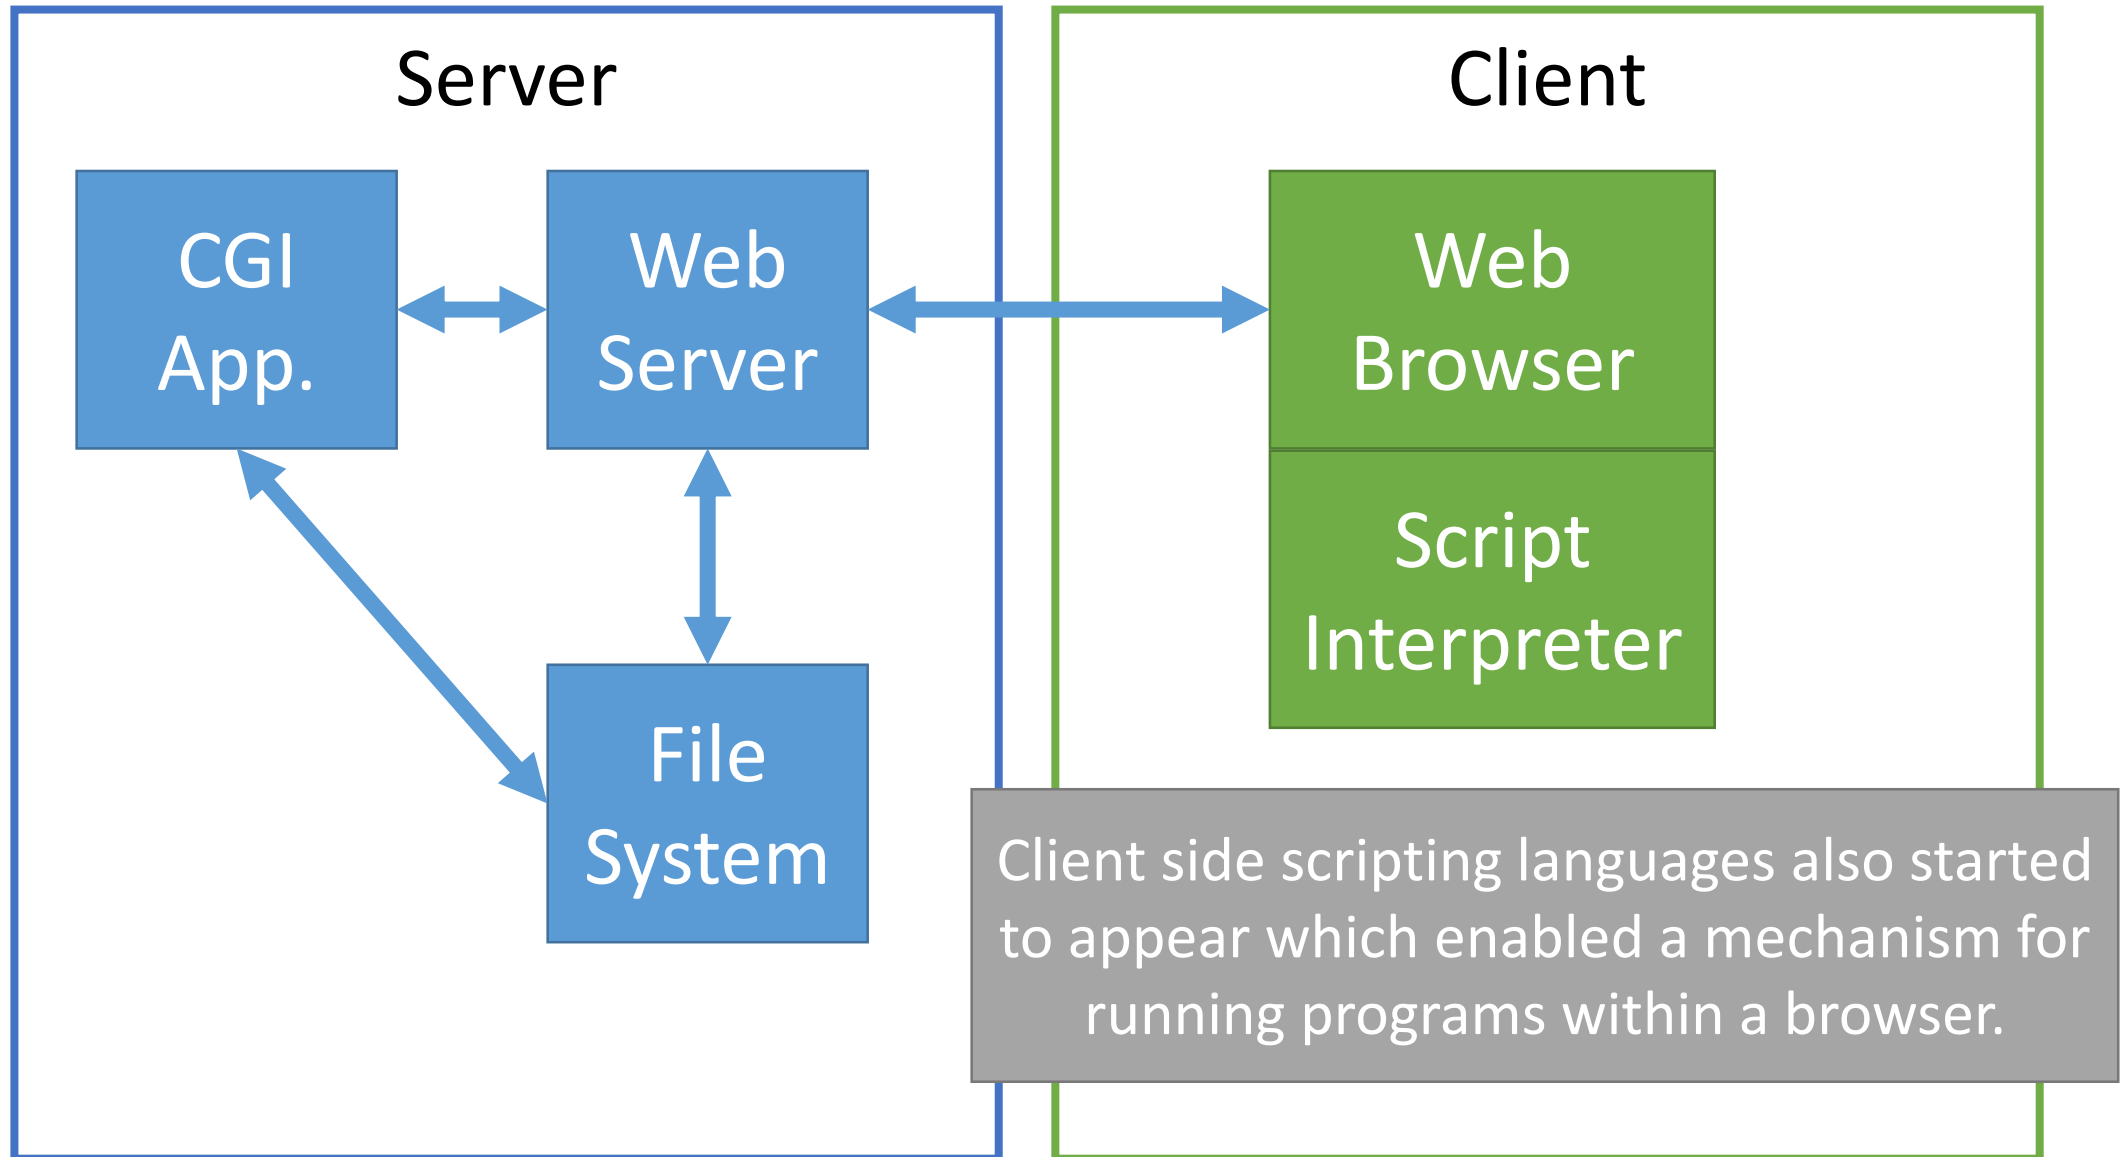 Server
Client
CGI
App.
Web
Server
Web
Browser
Script
Interpreter
File
System
Client side scripting languages also started
to appear which enabled a mechanism for
running programs within a browser.